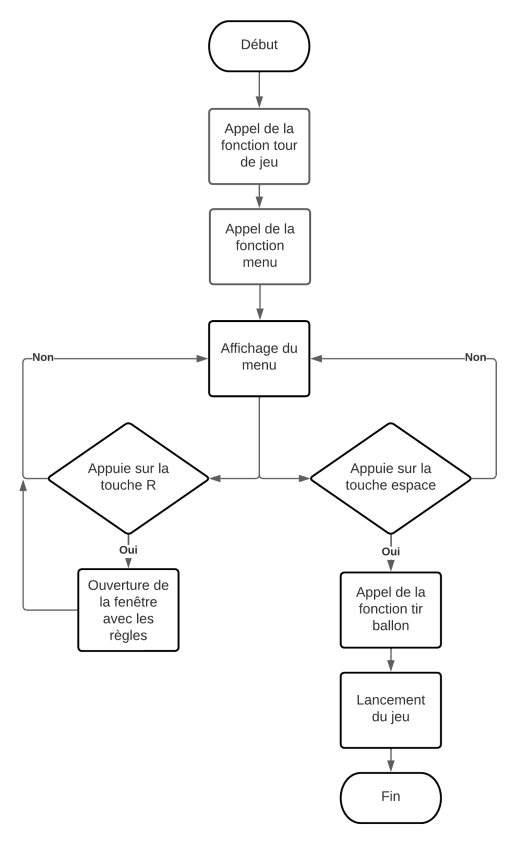 Début
Appel de la
fonction tour
de jeu
Appel de la
fonction
menu
Affichage du
menu
Non
Non
Appuie sur la
touche R
Appuie sur la
touche espace
Oui
Oui
Ouverture de
la fenêtre
avec les
règles
Appel de la
fonction tir
ballon
Lancement
du jeu
Fin